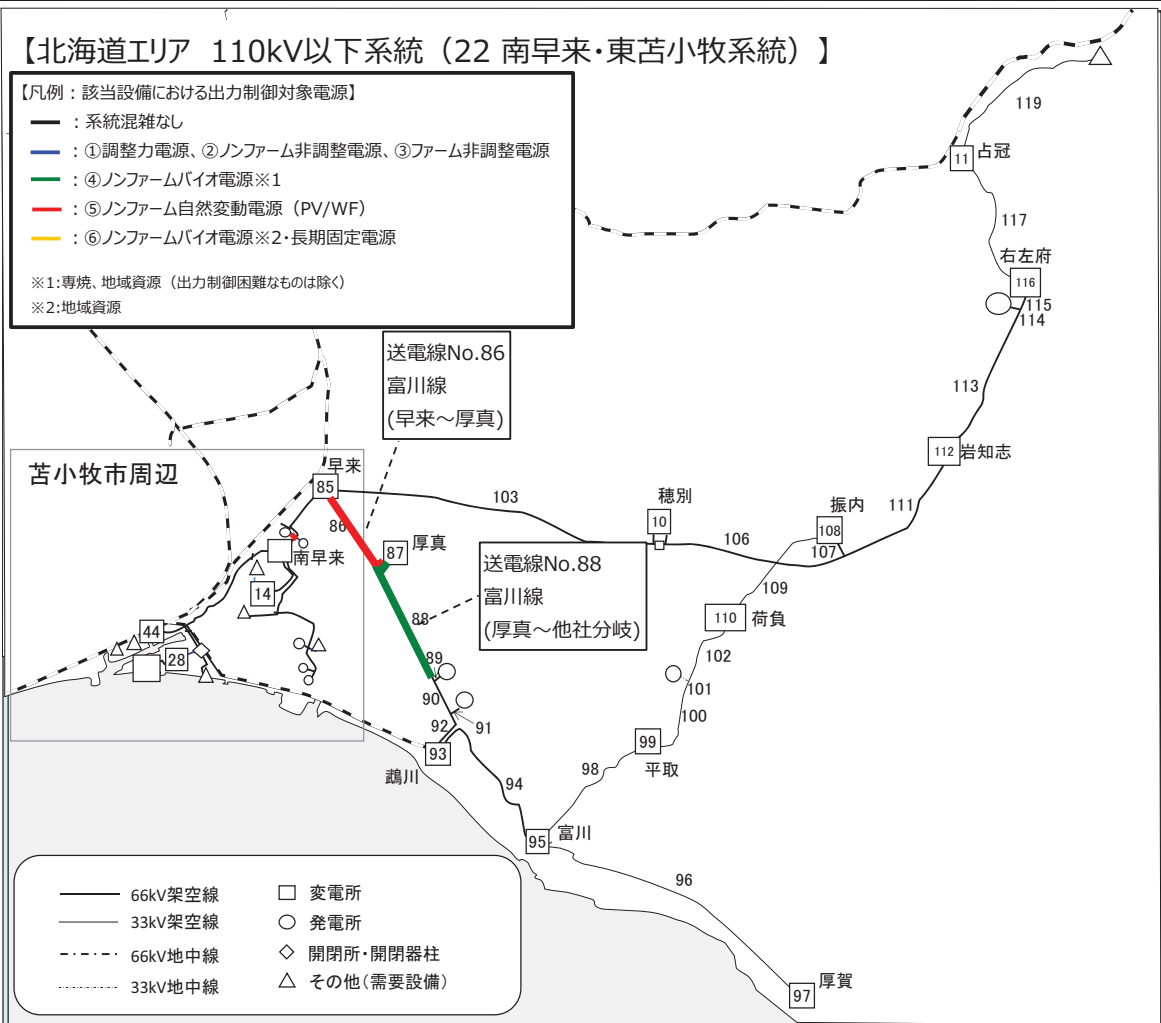 【北海道エリア 110kV以下系統（22 南早来・東苫小牧系統）】
【凡例：該当設備における出力制御対象電源】
：系統混雑なし
：①調整力電源、②ノンファーム非調整電源、③ファーム非調整電源
：④ノンファームバイオ電源※1
：⑤ノンファーム自然変動電源（PV/WF）
：⑥ノンファームバイオ電源※2・長期固定電源
※1:専焼、地域資源（出力制御困難なものは除く）
※2:地域資源
119
11
占冠
117
右左府
116
115
114
113
送電線No.86
富川線
(早来～厚真)
112
岩知志
苫小牧市周辺
早来
85
103
穂別
10
振内
108
111
86
106
107
87
厚真
南早来
送電線No.88
富川線
(厚真～他社分岐)
14
109
88
110
荷負
44
102
28
89
101
90
100
92
91
99
93
平取
鵡川
98
94
95
富川
96
66kV架空線
変電所
33kV架空線
発電所
66kV地中線
開閉所・開閉器柱
33kV地中線
その他(需要設備)
97
厚賀